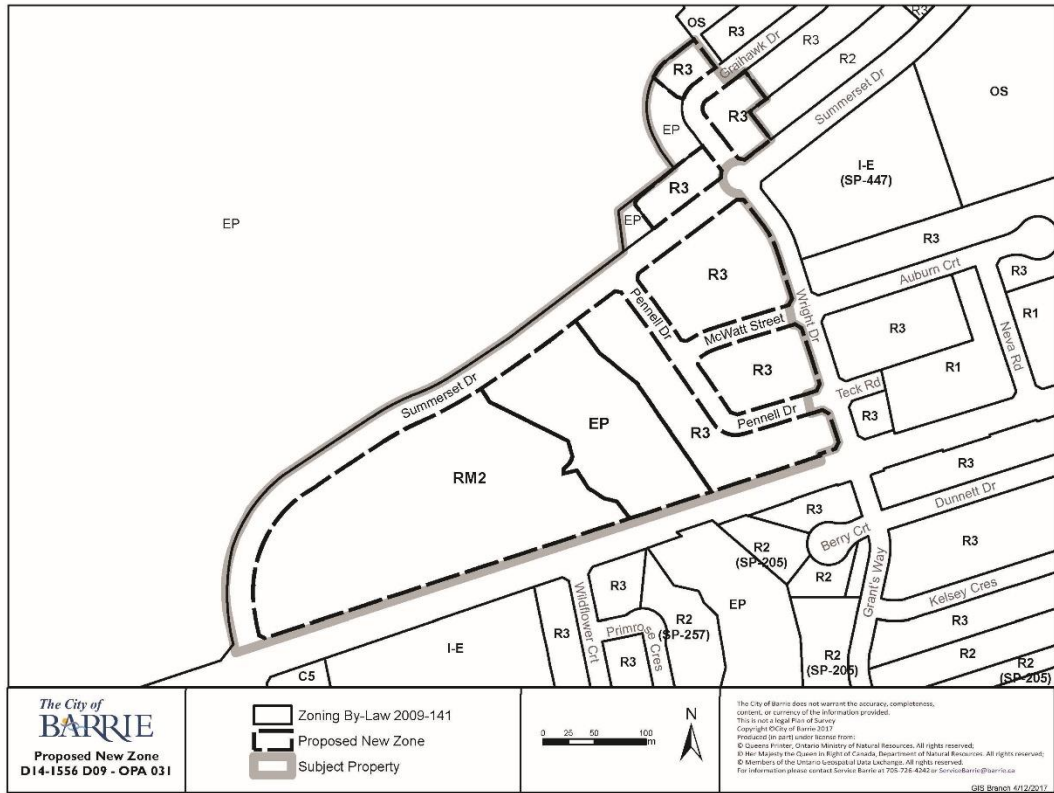 OS
R3
Graihawk Dr
R3
R3
R2
R3
Summerset Dr
OS
EP
R3
I-E
(SP-447)
R3
EP
EP
R3
R3
Auburn Crt
R3
R1
Neva Rd
Pennell Dr
McWatt Street
Wright Dr
R3
R3
R1
Teck Rd
Summerset Dr
Pennell Dr
R3
EP
R3
RM2
R3
Dunnett Dr
R3
Berry Crt
R2
(SP-205)
R2
R3
Grant's Way
EP
Kelsey Cres
Wildflower Crt
R3
R2
(SP-257)
Primrose Cres
R3
R3
R3
I-E
R2
(SP-205)
R2
R2
(SP-205)
C5
The City of
BARRIE
Proposed New Zone
D14-1556 D09 - OPA 031
Zoning By-Law 2009-141
Proposed New Zone
Subject Property
0 25 50 100
m
N
The City of Barrie does not warrant the accuracy, completeness,
content, or currency of the information provided.
This is not a legal Plan of Survey
Copyright ©City of Barrie 2017
Produced (in part) under license from:
© Queens Printer, Ontario Ministry of Natural Resources. All rights reserved;
© Her Majesty the Queen in Right of Canada, Department of Natural Resources. All rights reserved;
© Members of the Ontario Geospatial Data Exchange. All rights reserved.
For information please contact Service Barrie at 705-726-4242 or ServiceBarrie@barrie.ca
GIS Branch 4/12/2017